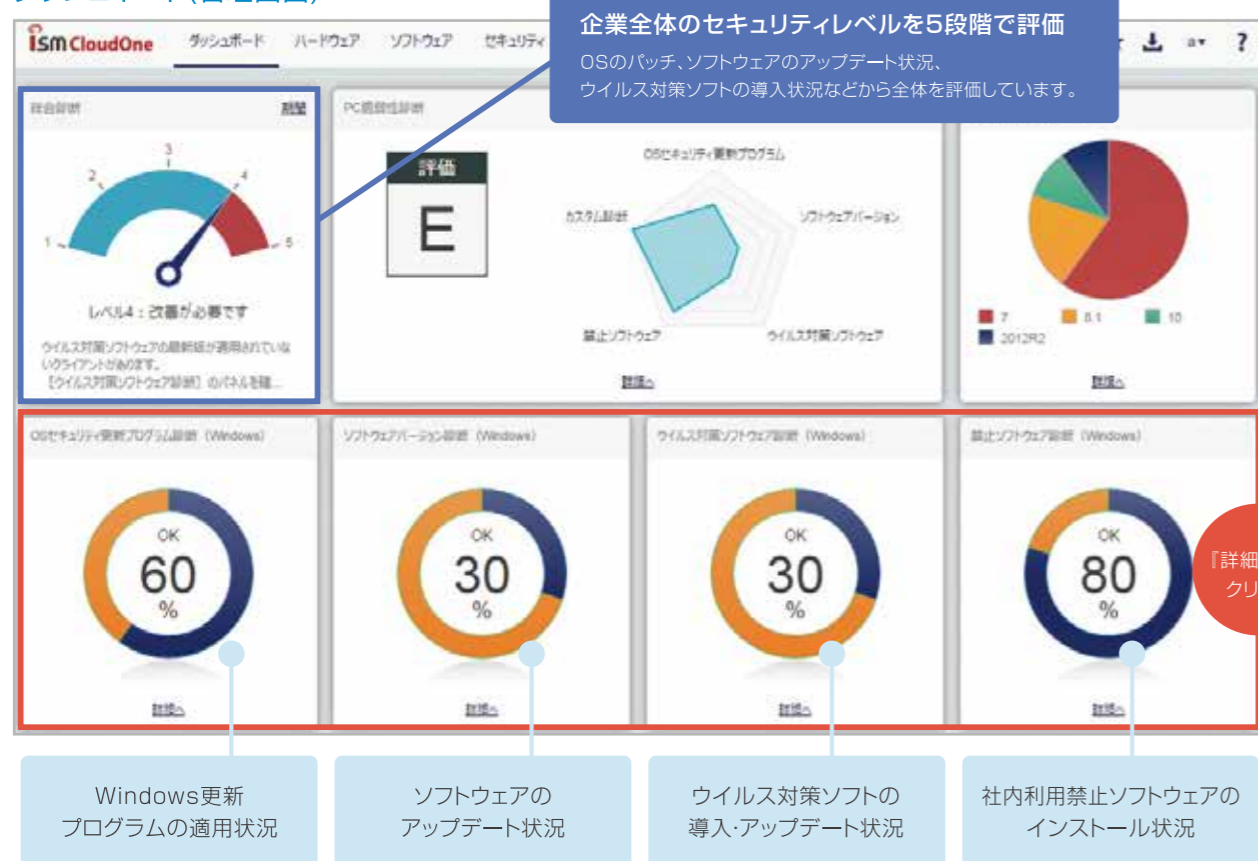 企業全体のセキュリティレベルを5段階で評価
OSのパッチ、ソフトウェアのアップデート状況、
ウイルス対策ソフトの導入状況などから全体を評価しています。
ism CloudOne ダッシュボード ハードウェア ソフトウェア セキュリティ
a ?
総合診断
PC脆弱性診断
1 2 3 4 5
レベル4：改善が必要です
ウイルス対策ソフトウェアの最新版が適用されていな
いクライアントがあります。
【ウイルス対策ソフトウェア診断】のパネルを確...
評価
E
OSセキュリティ更新プログラム
カスタム診断
ソフトウェアバージョン
禁止ソフトウェア
ウイルス対策ソフトウェア
詳細へ
7 8.1 10
2012R2
詳細へ
OSセキュリティ更新プログラム診断（Windows）
OK
60
%
詳細へ
ソフトウェアバージョン診断（Windows）
OK
30
%
詳細へ
ウイルス対策ソフトウェア診断（Windows）
OK
30
%
詳細へ
禁止ソフトウェア診断（Windows）
OK
80
%
詳細へ
『詳細
クリ
Windows更新
プログラムの適用状況
ソフトウェアの
アップデート状況
ウイルス対策ソフトの
導入・アップデート状況
社内利用禁止ソフトウェアの
インストール状況